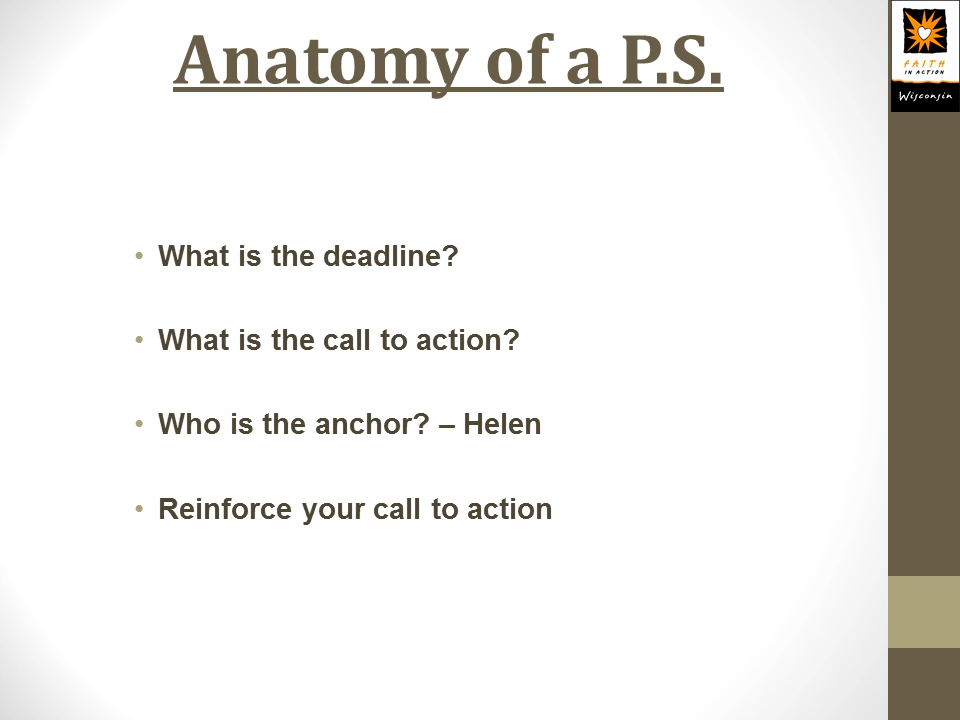 Anatomy of a P.S.
FAITH
IN ACTION
Wisconsin
• What is the deadline?
• What is the call to action?
• Who is the anchor? – Helen
• Reinforce your call to action